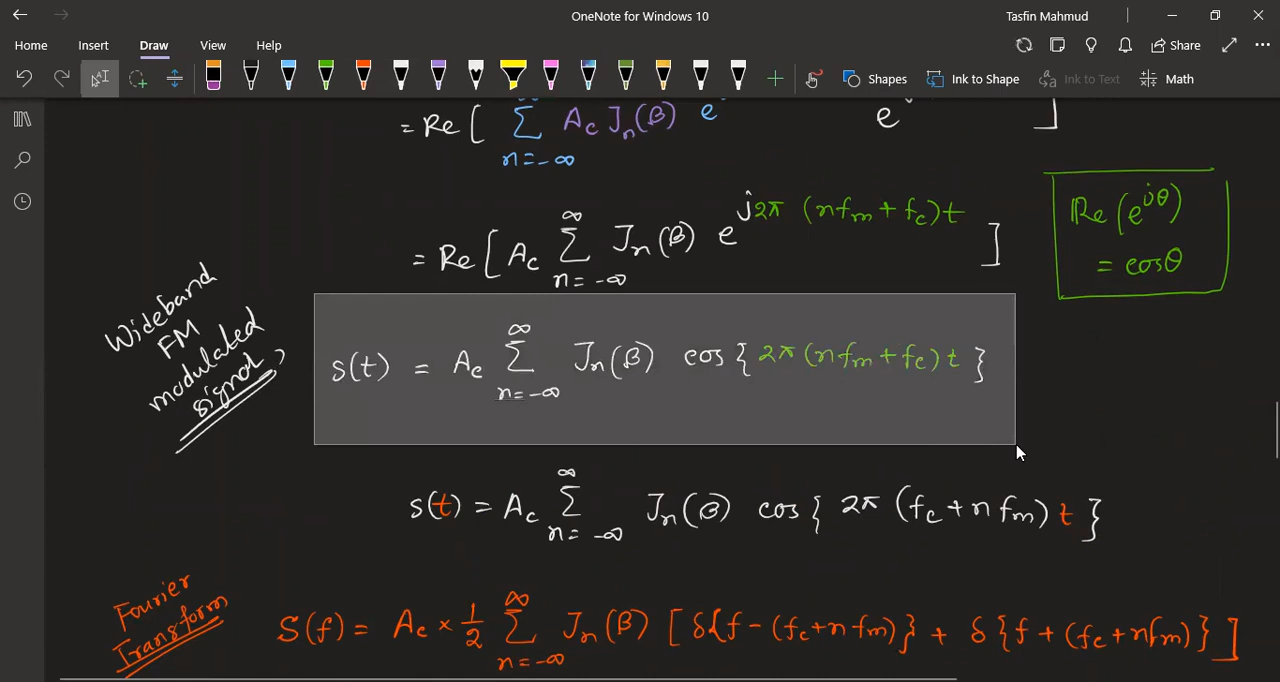 OneNote for Windows 10
Tasfin Mahmud
Home Insert Draw View Help
Share
Shapes Ink to Shape Ink to Text Math
= Re [ ∑ Ac Jn(β) e e ]
n = -∞
= Re [ Ac ∑ Jn(β) e j2π (nfm + fc)t ]
∞
n = -∞
Re(e^jθ)
= cosθ
Wideband
FM
modulated
signal
s(t) = Ac ∑ Jn(β) cos{ 2π(nfm + fc)t }
∞
n = -∞
s(t) = Ac ∑ Jn(β) cos{ 2π (fc + n fm) t }
∞
n = -∞
Fourier
Transform
S(f) = Ac × 1/2 ∑ Jn(β) [ δ{f - (fc + n fm)} + δ{f + (fc + nfm)} ]
∞
n = -∞